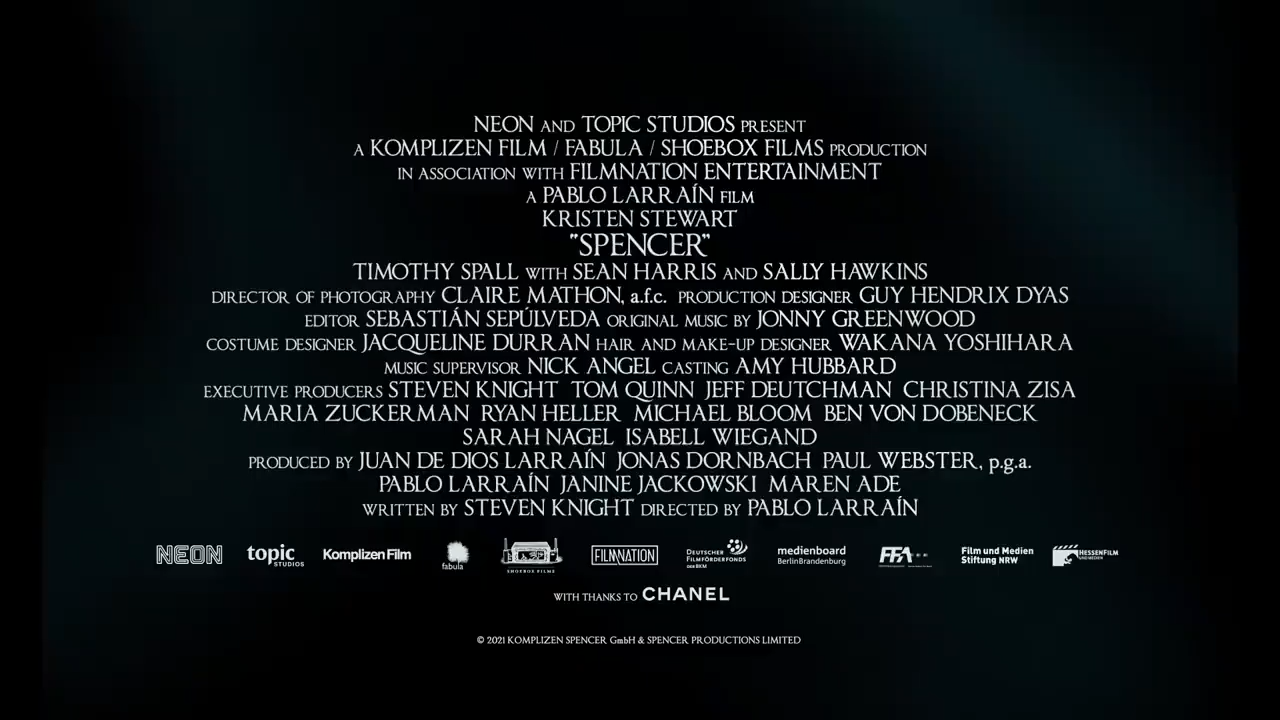 NEON AND TOPIC STUDIOS PRESENT
A KOMPLIZEN FILM / FABULA / SHOEBOX FILMS PRODUCTION
IN ASSOCIATION WITH FILMNATION ENTERTAINMENT
A PABLO LARRAÍN FILM
KRISTEN STEWART
"SPENCER"
TIMOTHY SPALL WITH SEAN HARRIS AND SALLY HAWKINS
DIRECTOR OF PHOTOGRAPHY CLAIRE MATHON, a.f.c. PRODUCTION DESIGNER GUY HENDRIX DYAS
EDITOR SEBASTIÁN SEPÚLVEDA ORIGINAL MUSIC BY JONNY GREENWOOD
COSTUME DESIGNER JACQUELINE DURRAN HAIR AND MAKE-UP DESIGNER WAKANA YOSHIHARA
MUSIC SUPERVISOR NICK ANGEL CASTING AMY HUBBARD
EXECUTIVE PRODUCERS STEVEN KNIGHT TOM QUINN JEFF DEUTCHMAN CHRISTINA ZISA
MARIA ZUCKERMAN RYAN HELLER MICHAEL BLOOM BEN VON DOBENECK
SARAH NAGEL ISABELL WIEGAND
PRODUCED BY JUAN DE DIOS LARRAÍN JONAS DORNBACH PAUL WEBSTER, p.g.a.
PABLO LARRAÍN JANINE JACKOWSKI MAREN ADE
WRITTEN BY STEVEN KNIGHT DIRECTED BY PABLO LARRAÍN
NEON
topic
STUDIOS
Komplizen Film
fabula
SHOEBOX FILMS
FILMNATION
DEUTSCHER
FILMFÖRDERFONDS
DER BKM
medienboard
BerlinBrandenburg
FFA
Film und Medien
Stiftung NRW
HESSENFILM
UND MEDIEN
WITH THANKS TO CHANEL
© 2021 KOMPLIZEN SPENCER GmbH & SPENCER PRODUCTIONS LIMITED